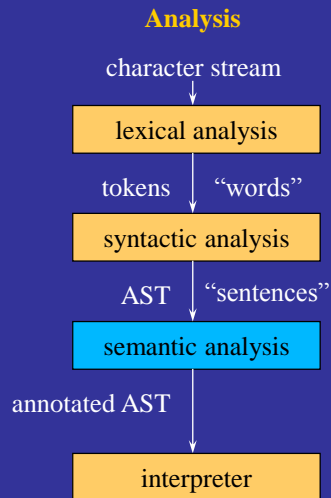 Analysis
character stream
lexical analysis
tokens “words”
syntactic analysis
AST “sentences”
semantic analysis
annotated AST
interpreter